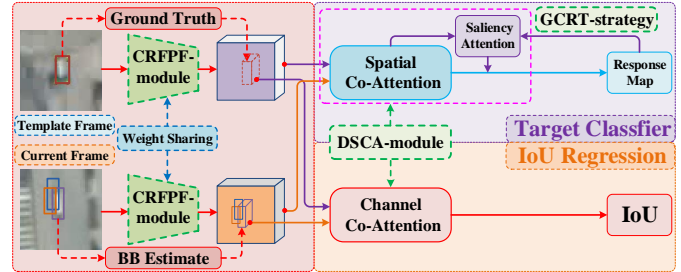 Ground Truth
CRFPF-
module
Template Frame
Weight Sharing
Current Frame
CRFPF-
module
BB Estimate
Spatial
Co-Attention
Saliency
Attention
GCRT-strategy
Response
Map
DSCA-module
Target Classfier
IoU Regression
Channel
Co-Attention
IoU